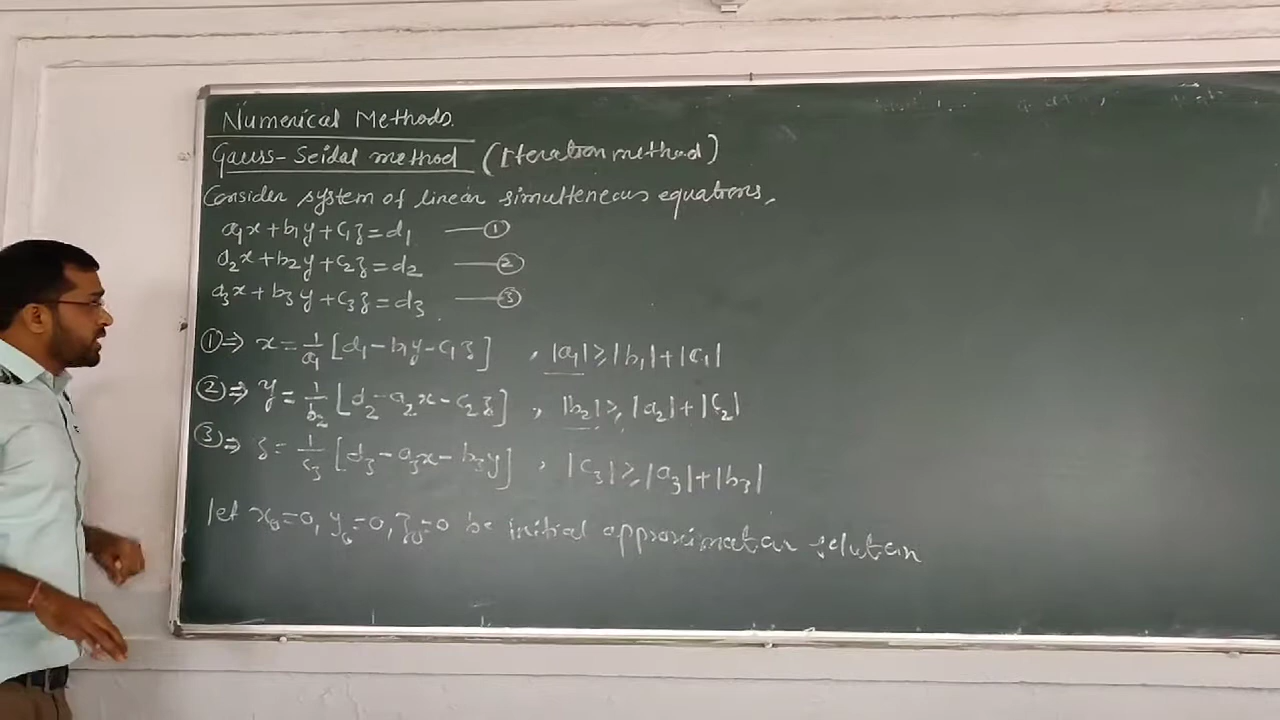 Numerical Methods.
Gauss-Seidal method (Iteration method)
Consider system of linear simulteneous equations,
a₁x + b₁y + c₁z = d₁ —①
a₂x + b₂y + c₂z = d₂ —②
a₃x + b₃y + c₃z = d₃ —③
①⇒ x = 1/a₁ [d₁ - b₁y - c₁z] , |a₁| ≥ |b₁| + |c₁|
②⇒ y = 1/b₂ [d₂ - a₂x - c₂z] , |b₂| ≥ |a₂| + |c₂|
③⇒ z = 1/c₃ [d₃ - a₃x - b₃y] , |c₃| ≥ |a₃| + |b₃|
let x₀=0, y₀=0, z₀=0 be initial approximation solution